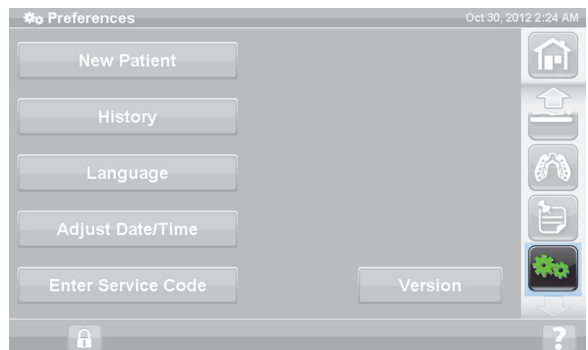 Preferences
Oct 30, 2012 2:24 AM
New Patient
History
Language
Adjust Date/Time
Enter Service Code
Version
?